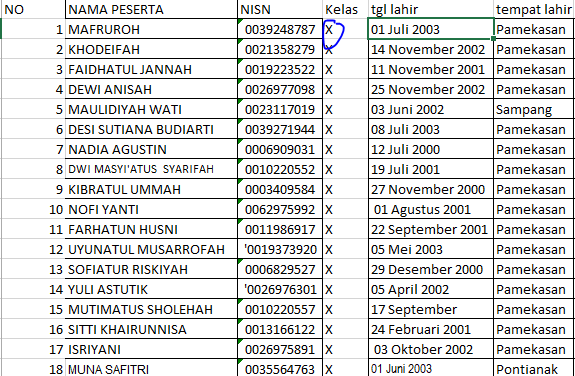 NO NAMA PESERTA NISN Kelas tgl lahir tempat lahir
1 MAFRUROH 0039248787 X 01 Juli 2003 Pamekasan
2 KHODEIFAH 0021358279 X 14 November 2002 Pamekasan
3 FAIDHATUL JANNAH 0019223522 X 11 November 2001 Pamekasan
4 DEWI ANISAH 0026977098 X 25 November 2002 Pamekasan
5 MAULIDIYAH WATI 0023117019 X 03 Juni 2002 Sampang
6 DESI SUTIANA BUDIARTI 0039271944 X 08 Juli 2003 Pamekasan
7 NADIA AGUSTIN 0006909031 X 12 Juli 2000 Pamekasan
8 DWI MASYI'ATUS SYARIFAH 0010220552 X 19 Juli 2001 Pamekasan
9 KIBRATUL UMMAH 0003409584 X 27 November 2000 Pamekasan
10 NOFI YANTI 0062975992 X 01 Agustus 2001 Pamekasan
11 FARHATUN HUSNI 0011986917 X 22 September 2001 Pamekasan
12 UYUNATUL MUSARROFAH '0019373920 X 05 Mei 2003 Pamekasan
13 SOFIATUR RISKIYAH 0006829527 X 29 Desember 2000 Pamekasan
14 YULI ASTUTIK '0026976301 X 05 April 2002 Pamekasan
15 MUTIMATUS SHOLEHAH 0010220557 X 17 September Pamekasan
16 SITTI KHAIRUNNISA 0013166122 X 24 Februari 2001 Pamekasan
17 ISRIYANI 0026975891 X 03 Oktober 2002 Pamekasan
18 MUNA SAFITRI 0035564763 X 01 Juni 2003 Pontianak